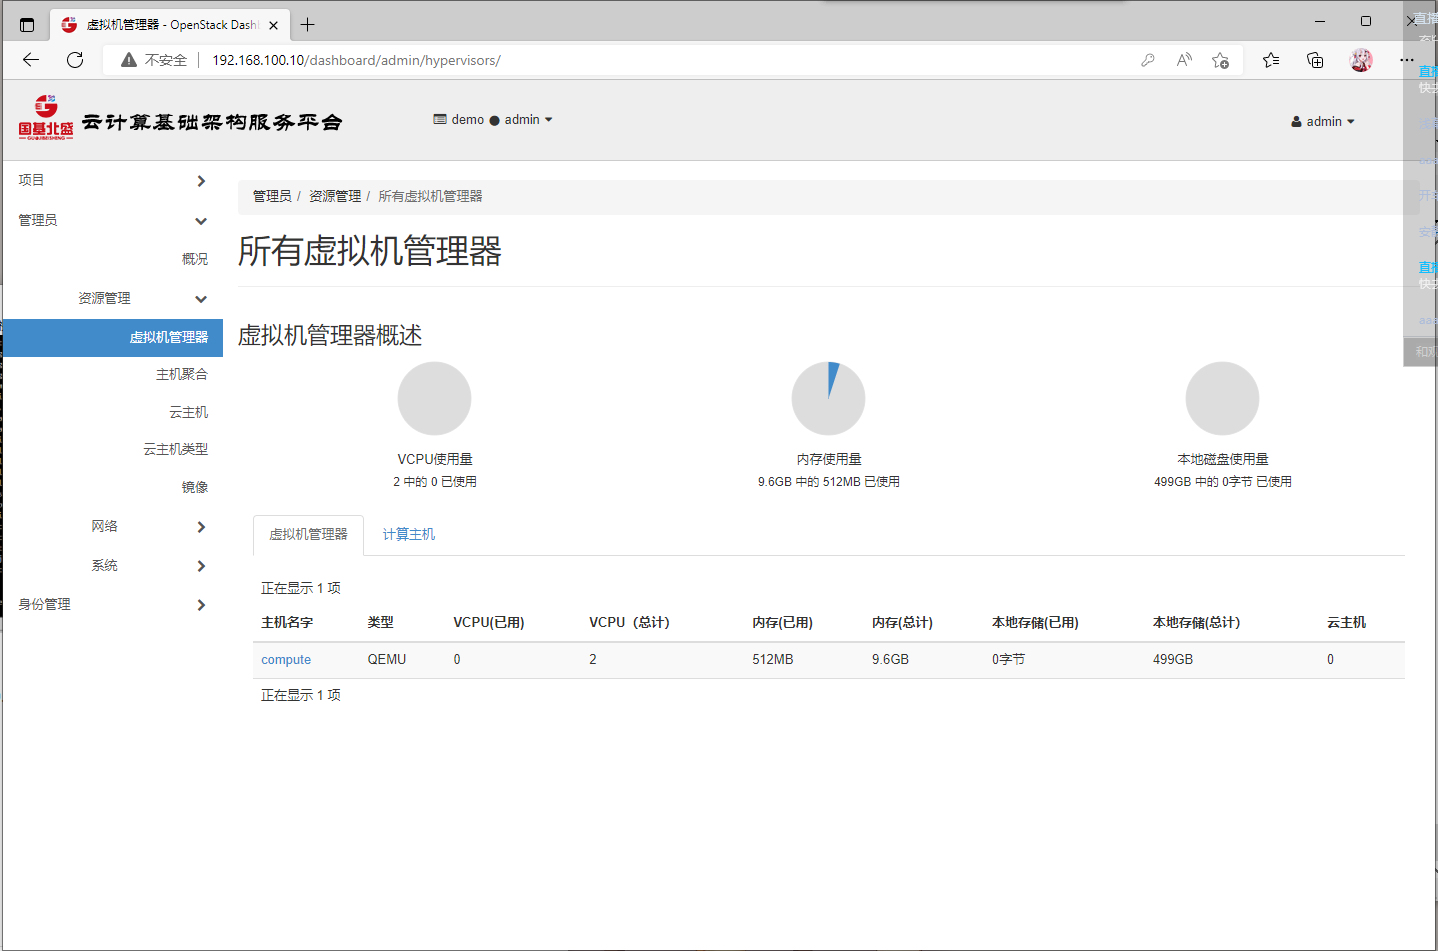 虚拟机管理器 - OpenStack Dash
不安全 192.168.100.10/dashboard/admin/hypervisors/
国基北盛
GUOJIBEISHENG
云计算基础架构服务平台
demo ● admin
admin
项目
管理员
概况
资源管理
虚拟机管理器
主机聚合
云主机
云主机类型
镜像
网络
系统
身份管理
管理员 / 资源管理 / 所有虚拟机管理器
所有虚拟机管理器
虚拟机管理器概述
VCPU使用量
2 中的 0 已使用
内存使用量
9.6GB 中的 512MB 已使用
本地磁盘使用量
499GB 中的 0字节 已使用
虚拟机管理器 计算主机
正在显示 1 项
主机名字 类型 VCPU(已用) VCPU（总计） 内存(已用) 内存(总计) 本地存储(已用) 本地存储(总计) 云主机
compute QEMU 0 2 512MB 9.6GB 0字节 499GB 0
正在显示 1 项
直播
直播